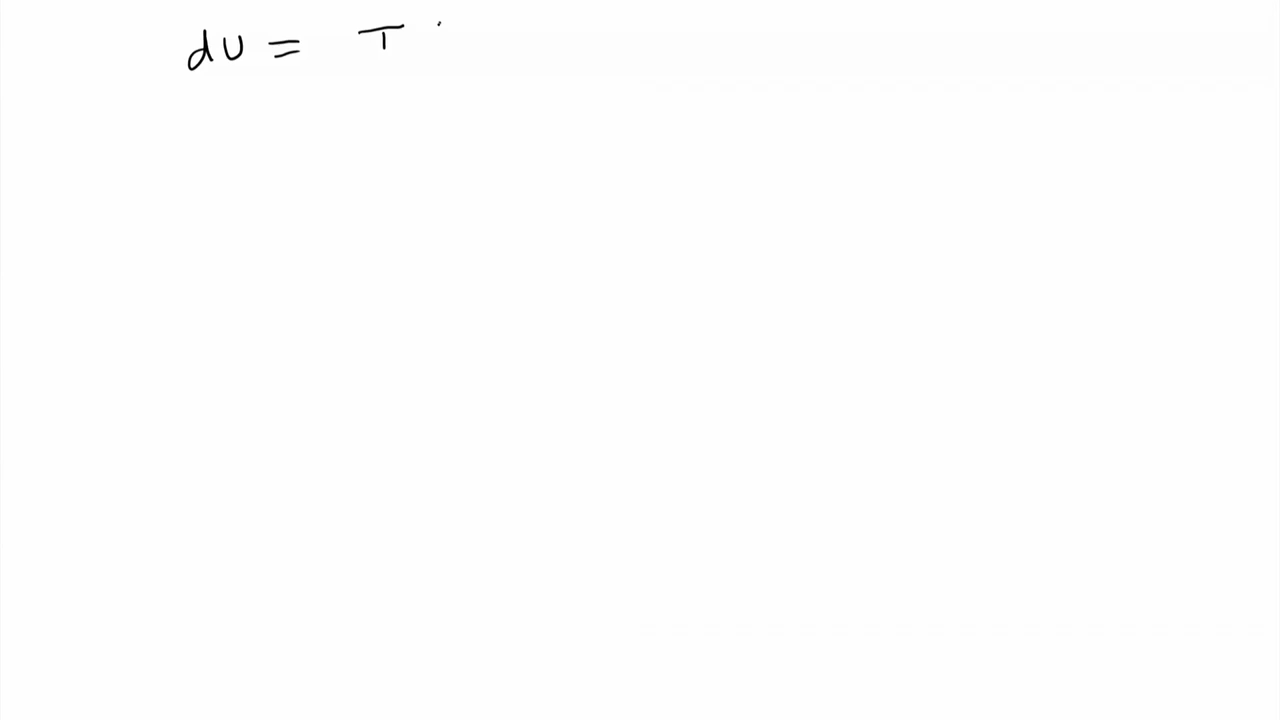 du = T